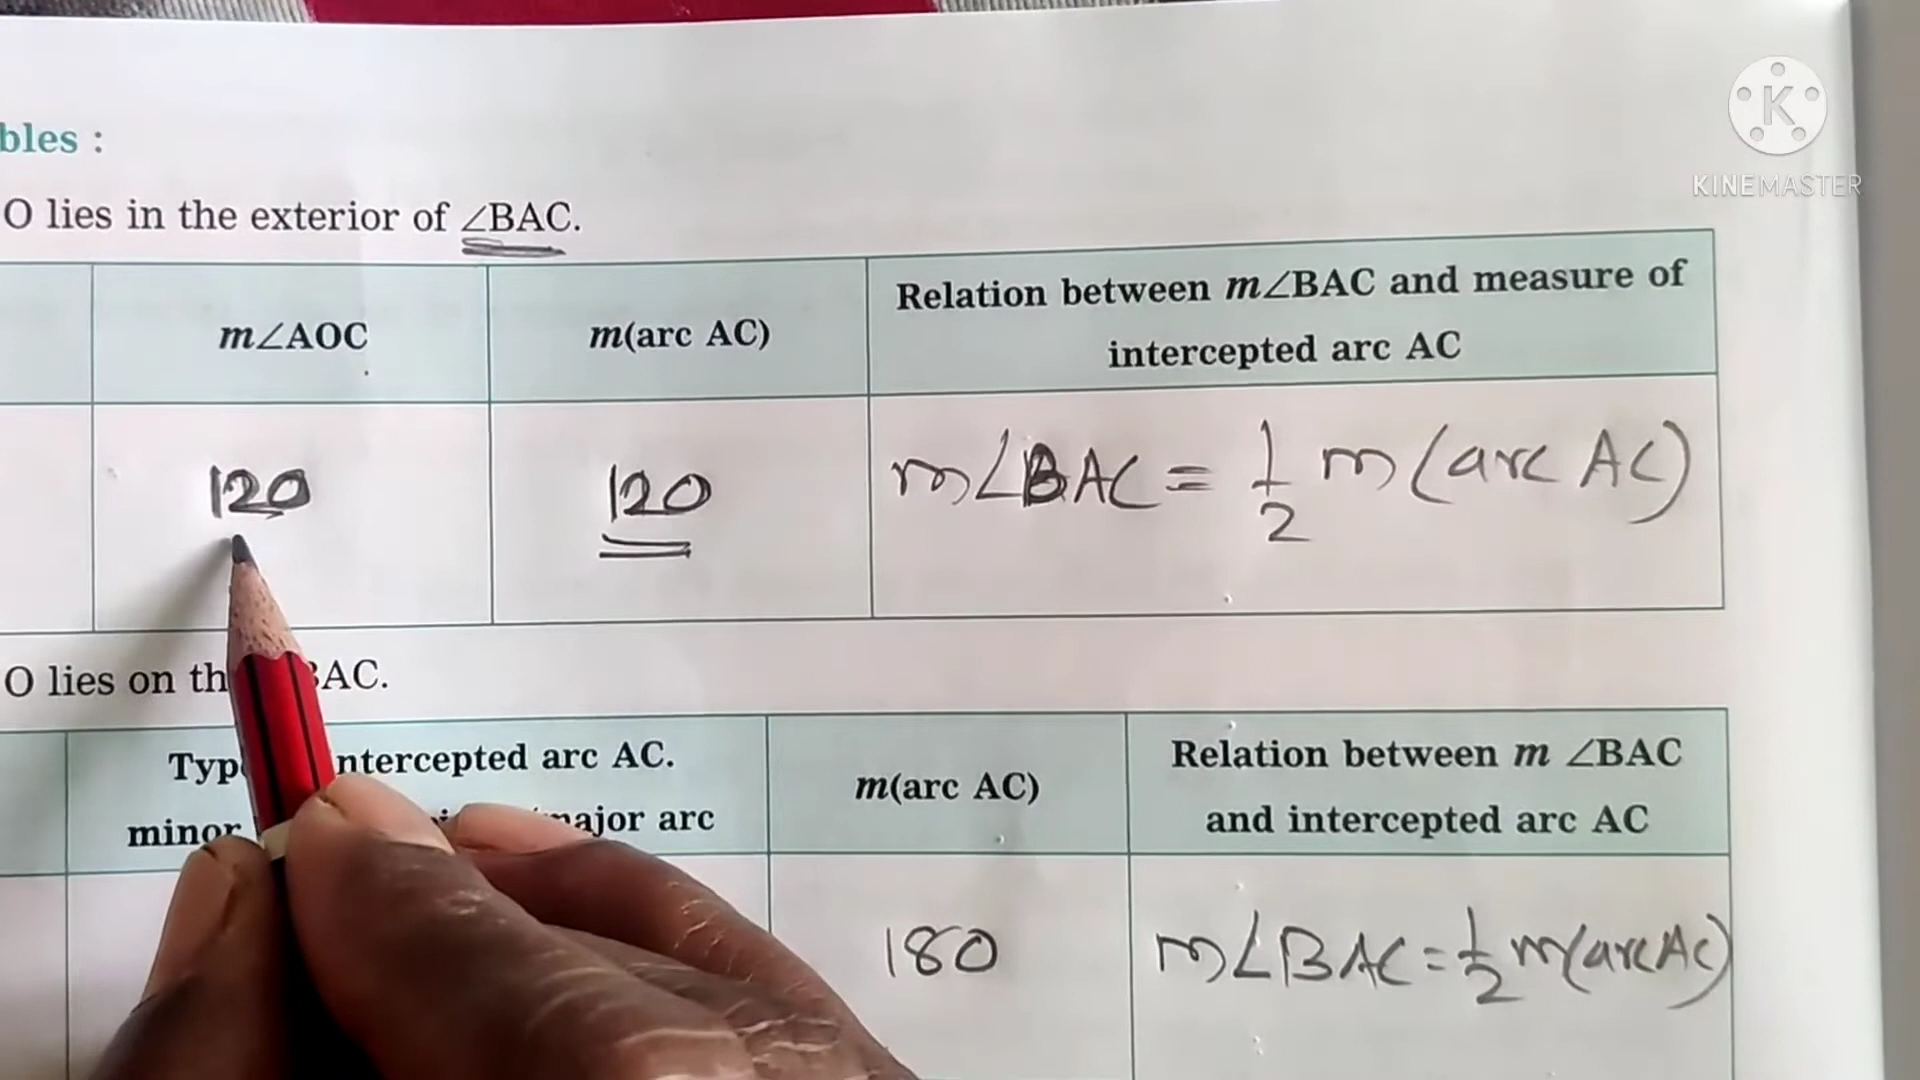 bles :
O lies in the exterior of ∠BAC.
m∠AOC
m(arc AC)
Relation between m∠BAC and measure of
intercepted arc AC
120
120
m∠BAC = 1/2 m(arc AC)
O lies on th BAC.
Typ ntercepted arc AC.
minor major arc
m(arc AC)
Relation between m ∠BAC
and intercepted arc AC
180
m∠BAC = 1/2 m(arc AC)
K
KINEMASTER